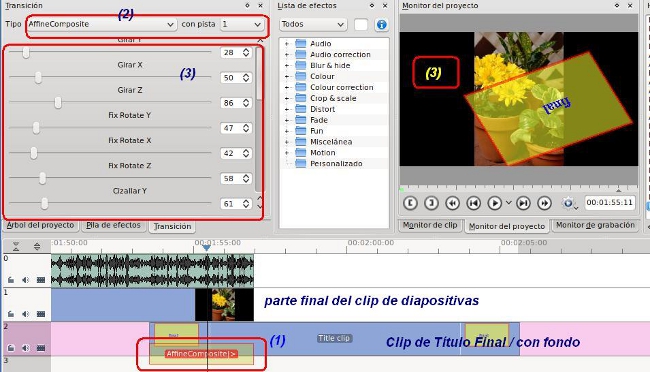 Transición
Tipo AffineComposite con pista 1
(2)
Girar Y
28
Girar X
(3)
50
Girar Z
86
Fix Rotate Y
47
Fix Rotate X
42
Fix Rotate Z
58
Cizallar Y
61
Árbol del proyecto Pila de efectos Transición
Lista de efectos
Todos
Audio
Audio correction
Blur & hide
Colour
Colour correction
Crop & scale
Distort
Fade
Fun
Miscelánea
Motion
Personalizado
Monitor del proyecto
(3)
final
00:01:55:11
Monitor de clip Monitor del proyecto Monitor de grabación
:01:50:00 00:01:55:00 00:02:00:00 00:02:05:00
0
1
parte final del clip de diapositivas
2
Title clip
Clip de Título Final / con fondo
(1)
AffineComposite|>
3